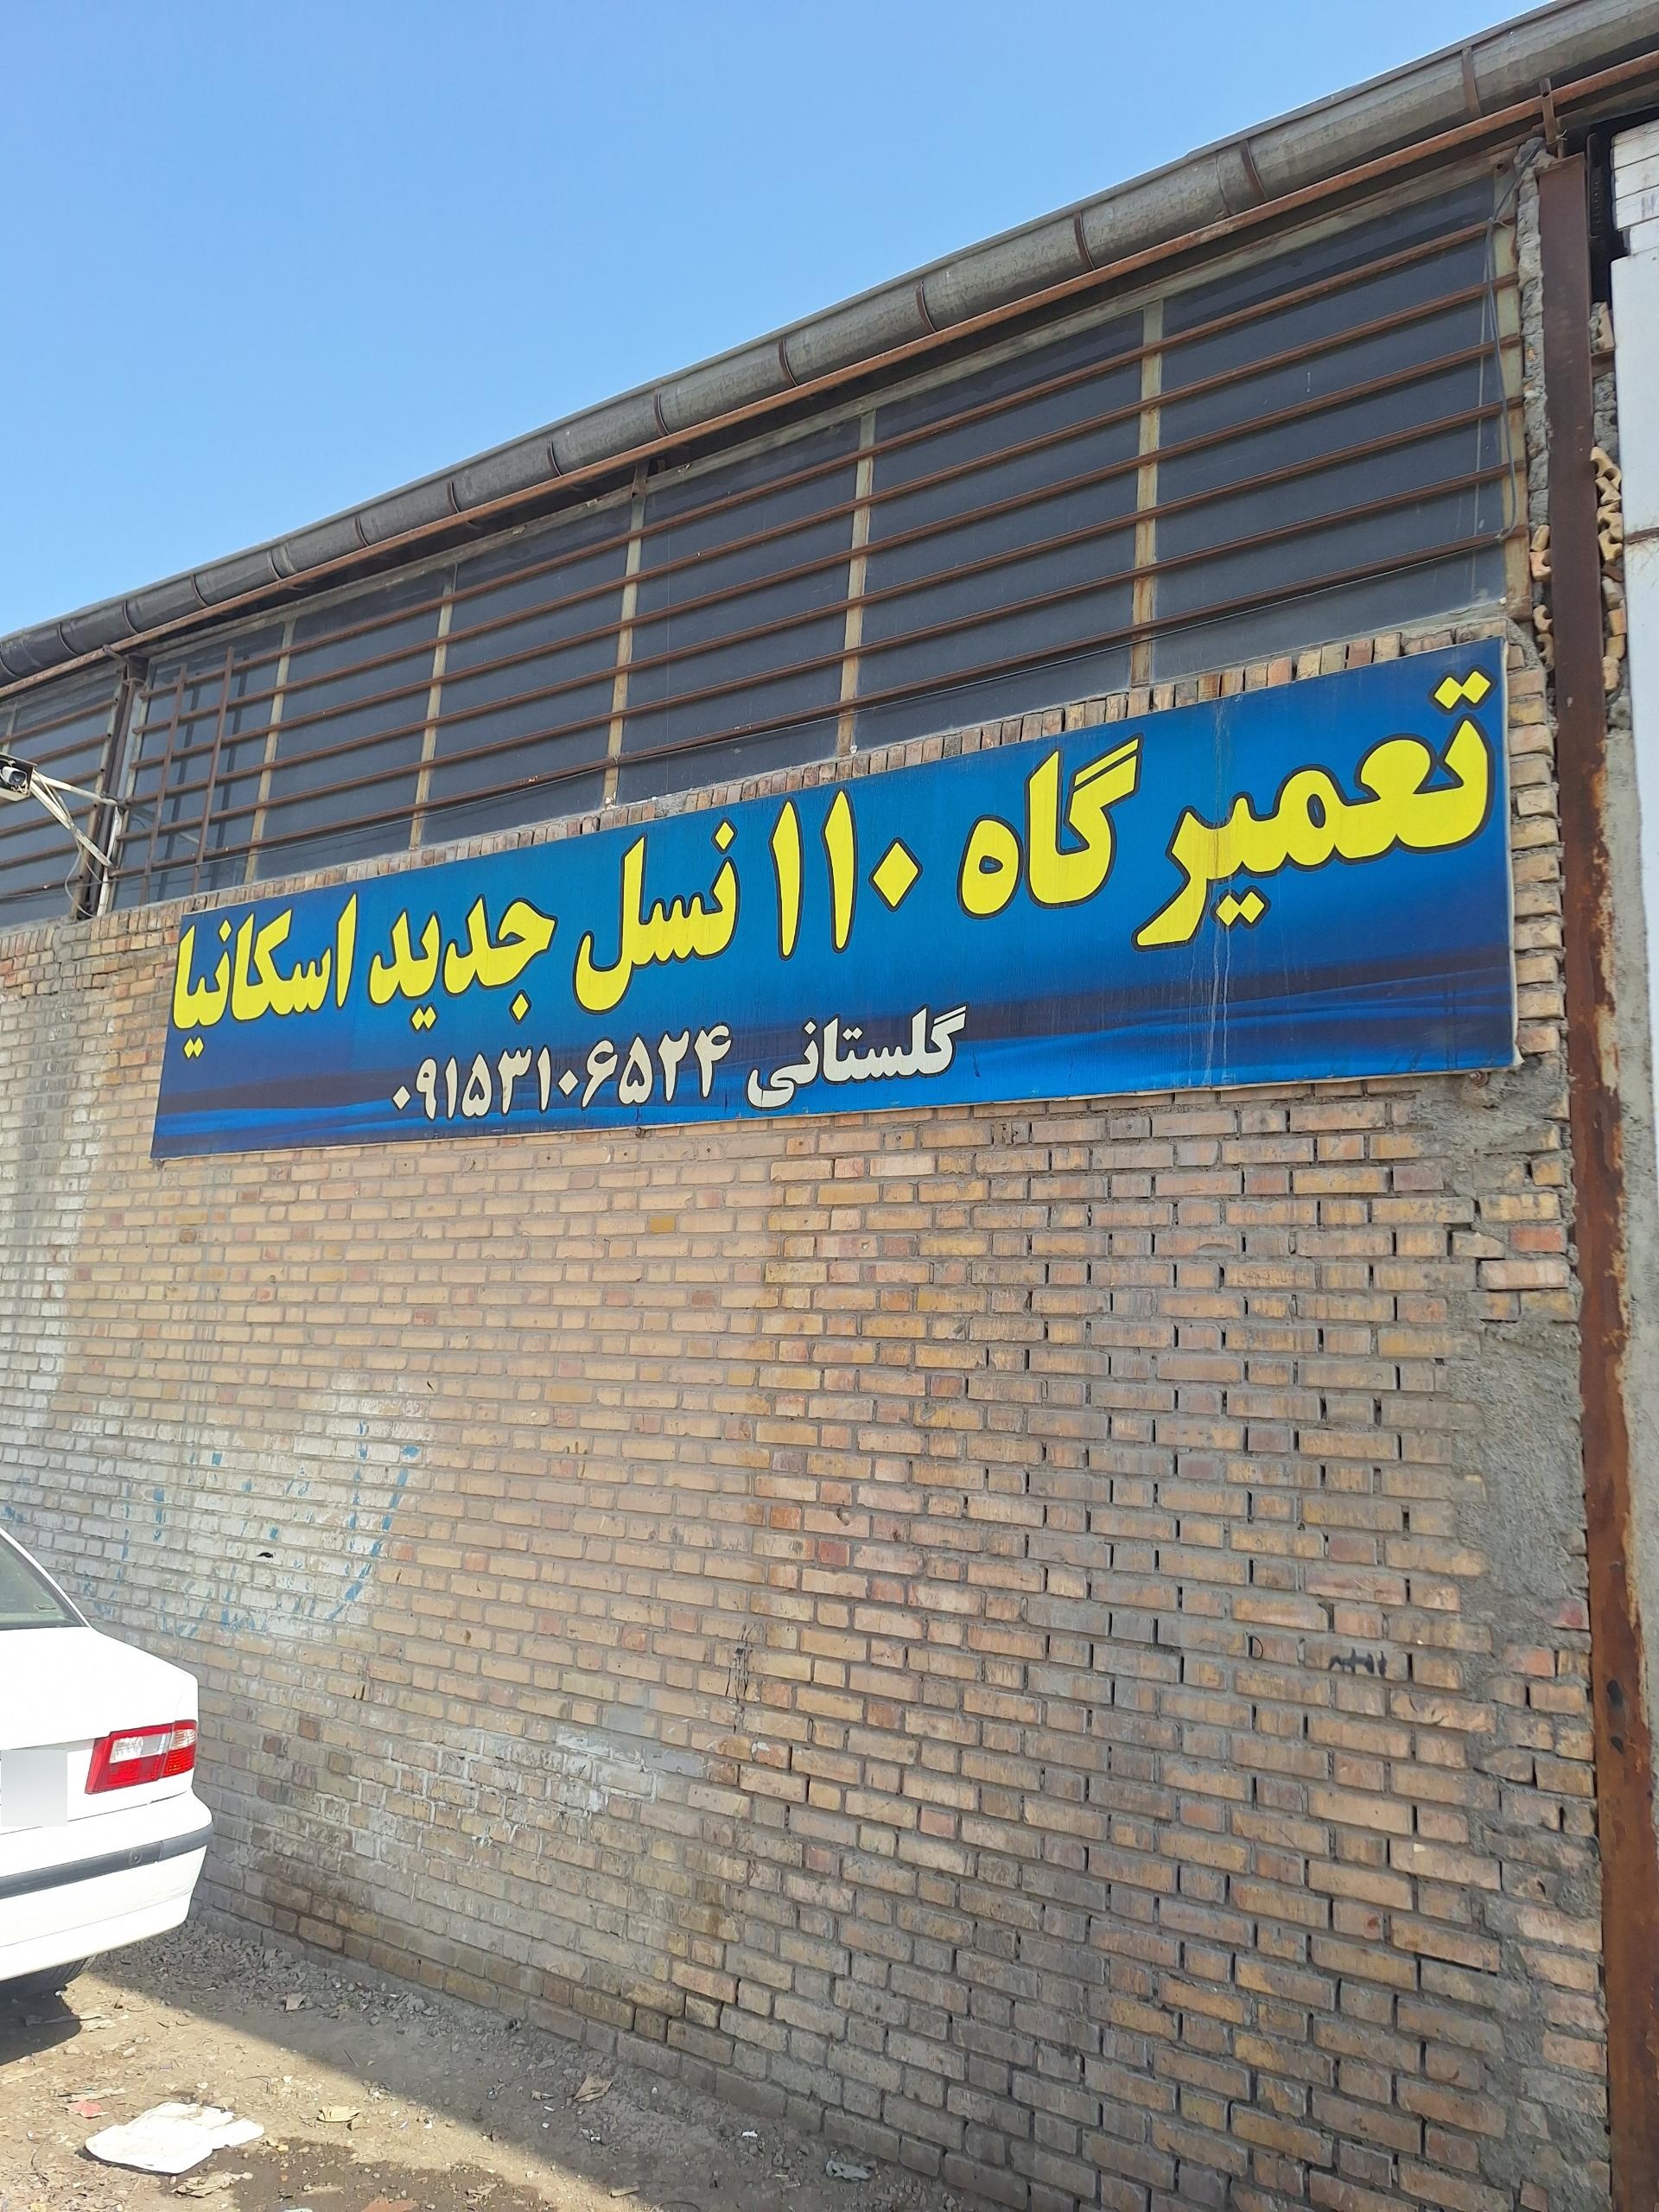 تعمیرگاه ۱۱۰ نسل جدید اسکانیا
گلستانی ۰۹۱۵۳۱۰۶۵۲۴